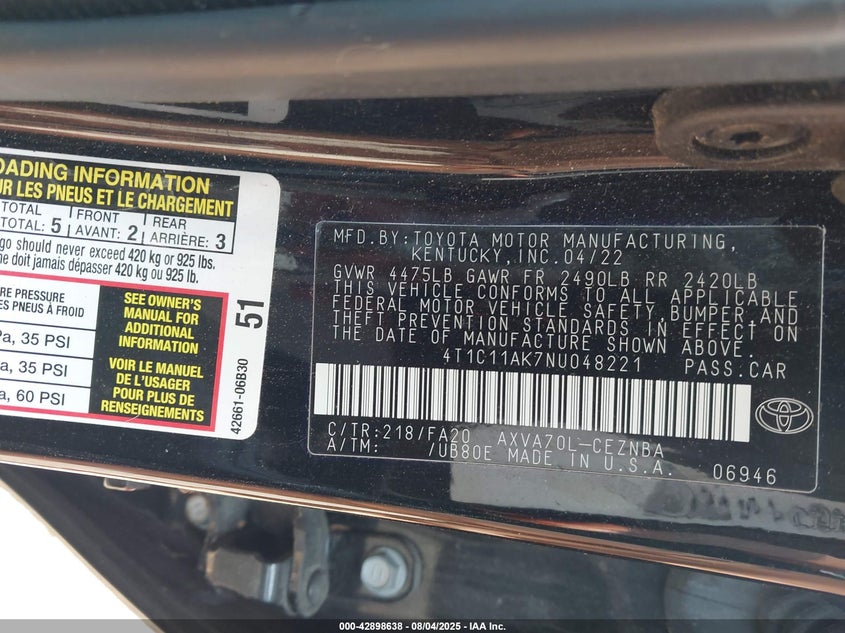 OADING INFORMATION
UR LES PNEUS ET LE CHARGEMENT
TOTAL FRONT REAR
TOTAL: 5 AVANT: 2 ARRIÈRE: 3
go should never exceed 420 kg or 925 lbs.
ne doit jamais dépasser 420 kg ou 925 lb.
RE PRESSURE
ES PNEUS À FROID
Pa, 35 PSI
a, 35 PSI
a, 60 PSI
SEE OWNER'S
MANUAL FOR
ADDITIONAL
INFORMATION
VOIR LE MANUEL
DE L'USAGER
POUR PLUS DE
RENSEIGNEMENTS
42661-06B30
51
MFD.BY:TOYOTA MOTOR MANUFACTURING,
KENTUCKY,INC.04/22
GVWR 4475LB GAWR FR 2490LB RR 2420LB
THIS VEHICLE CONFORMS TO ALL APPLICABLE
FEDERAL MOTOR VEHICLE SAFETY,BUMPER,AND
THEFT PREVENTION STANDARDS IN EFFECT ON
THE DATE OF MANUFACTURE SHOWN ABOVE.
4T1C11AK7NU048221 PASS.CAR
C/TR:218/FA20 AXVA70L-CEZNBA
A/TM: /UB80E MADE IN U.S.A. 06946
000-42898638 - 08/04/2025 - IAA Inc.